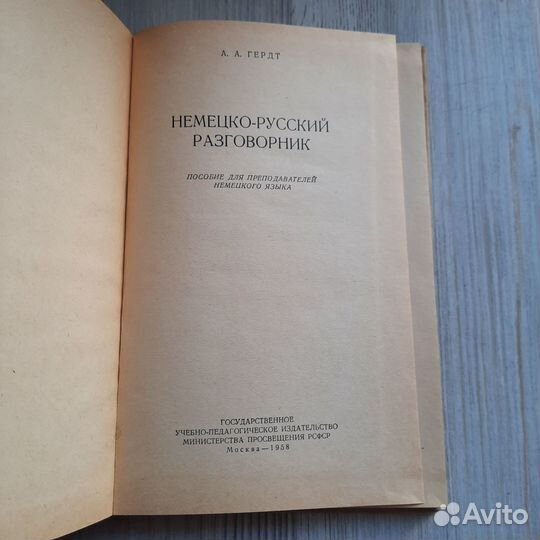 А. А. ГЕРДТ
НЕМЕЦКО-РУССКИЙ
РАЗГОВОРНИК
ПОСОБИЕ ДЛЯ ПРЕПОДАВАТЕЛЕЙ
НЕМЕЦКОГО ЯЗЫКА
ГОСУДАРСТВЕННОЕ
УЧЕБНО-ПЕДАГОГИЧЕСКОЕ ИЗДАТЕЛЬСТВО
МИНИСТЕРСТВА ПРОСВЕЩЕНИЯ РСФСР
Москва — 1958
Avito